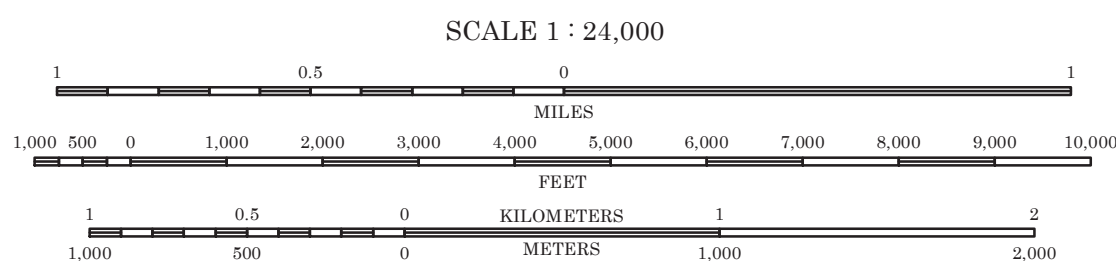 SCALE 1 : 24,000
1 0.5 0 1
MILES
1,000 500 0 1,000 2,000 3,000 4,000 5,000 6,000 7,000 8,000 9,000 10,000
FEET
1 0.5 0 KILOMETERS 1 2
1,000 500 0 METERS 1,000 2,000